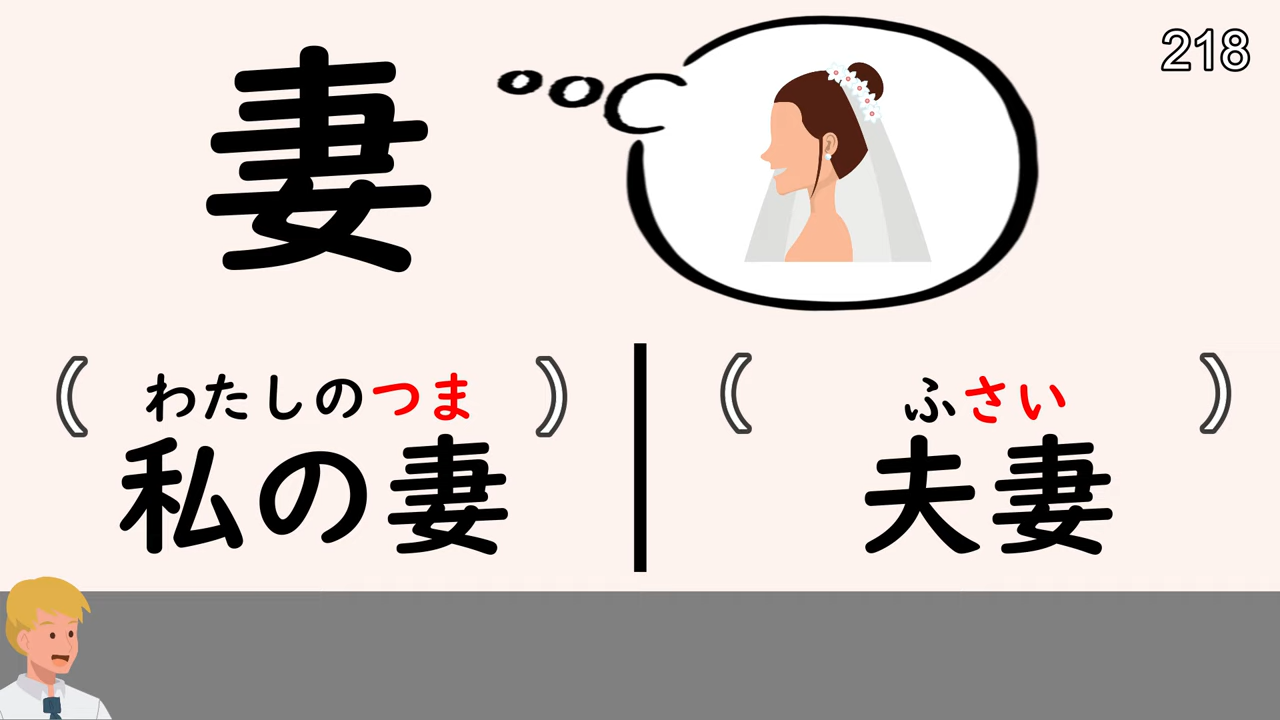 218
妻
( わたしのつま )
私の妻
( ふさい )
夫妻